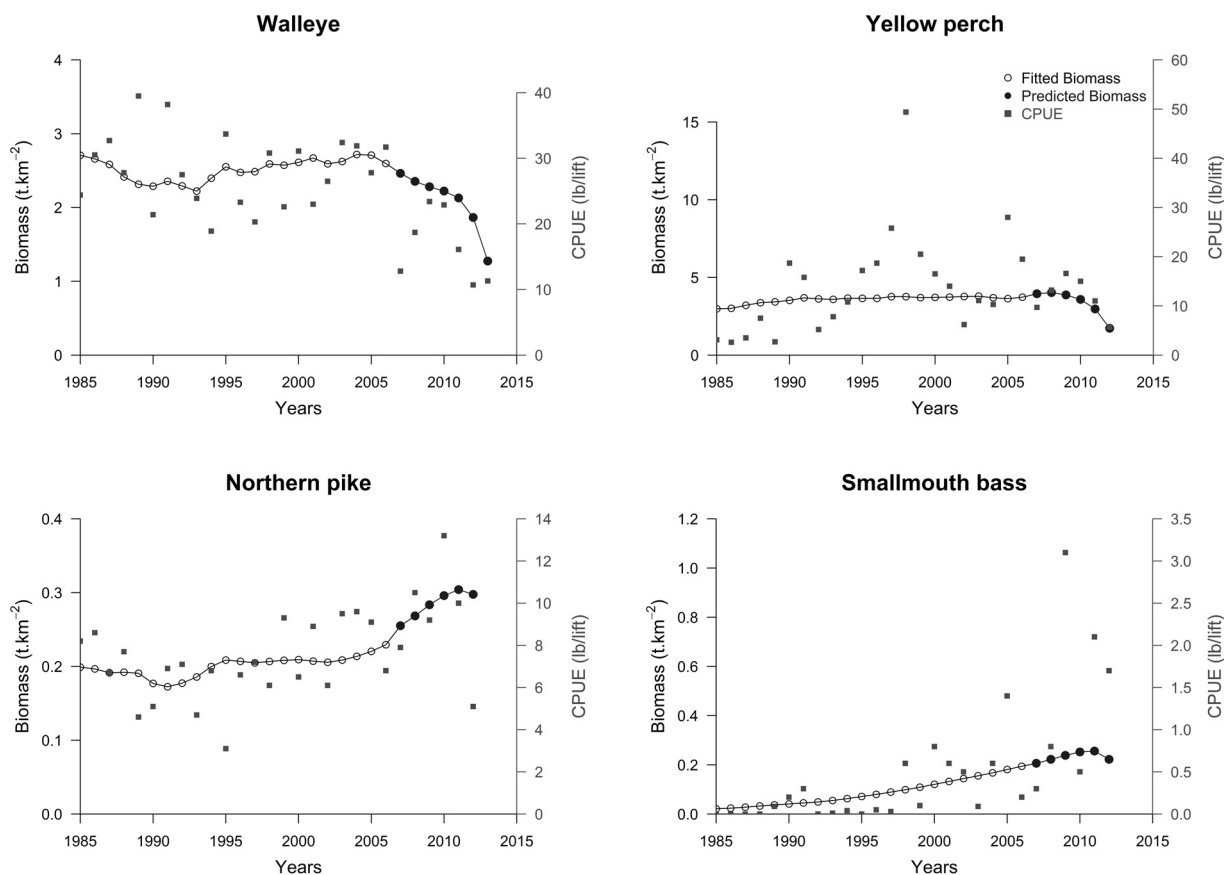 Walleye
4
3
2
1
0
Biomass (t.km⁻²)
40
30
20
10
0
CPUE (lb/lift)
1985 1990 1995 2000 2005 2010 2015
Years
Yellow perch
15
10
5
0
Biomass (t.km⁻²)
Fitted Biomass
Predicted Biomass
CPUE
60
50
40
30
20
10
0
CPUE (lb/lift)
1985 1990 1995 2000 2005 2010 2015
Years
Northern pike
0.4
0.3
0.2
0.1
0.0
Biomass (t.km⁻²)
14
12
10
8
6
4
2
0
CPUE (lb/lift)
1985 1990 1995 2000 2005 2010 2015
Years
Smallmouth bass
1.2
1.0
0.8
0.6
0.4
0.2
0.0
Biomass (t.km⁻²)
3.5
3.0
2.5
2.0
1.5
1.0
0.5
0.0
CPUE (lb/lift)
1985 1990 1995 2000 2005 2010 2015
Years